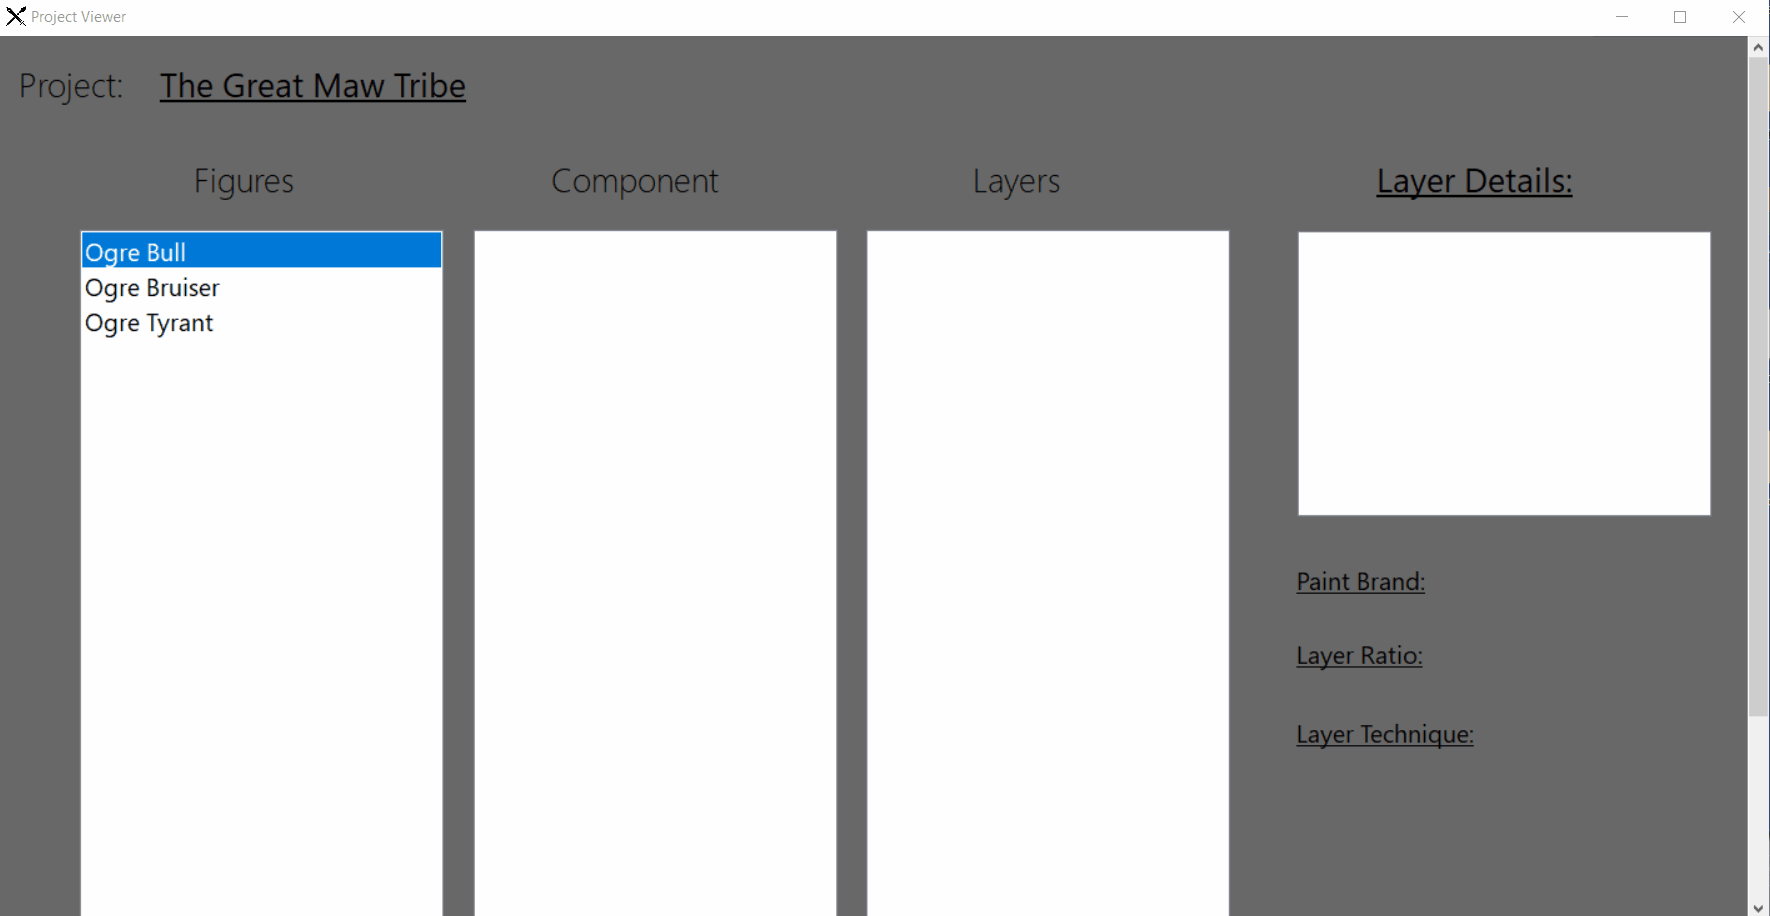 Project Viewer
Project: The Great Maw Tribe
Figures
Component
Layers
Layer Details:
Ogre Bull
Ogre Bruiser
Ogre Tyrant
Paint Brand:
Layer Ratio:
Layer Technique: